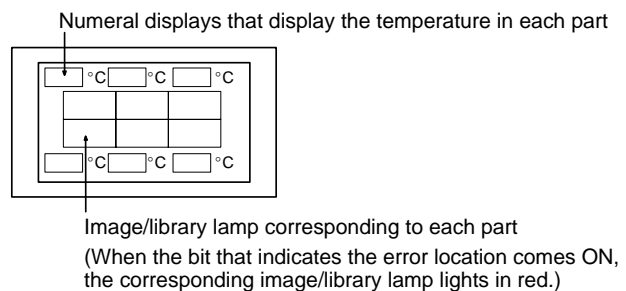 Numeral displays that display the temperature in each part
°C °C °C
°C °C °C
Image/library lamp corresponding to each part
(When the bit that indicates the error location comes ON,
the corresponding image/library lamp lights in red.)